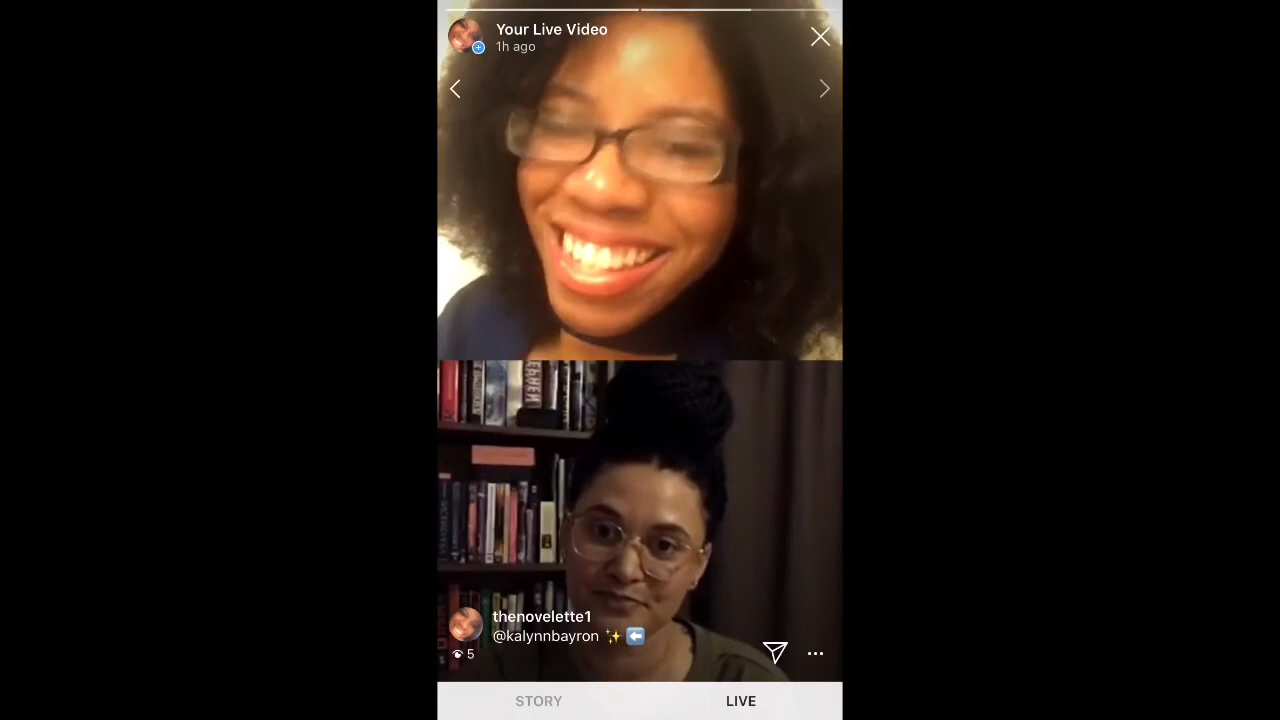 Your Live Video
1h ago
thenovelette1
@kalynnbayron ✨ ⬅️
5
STORY
LIVE